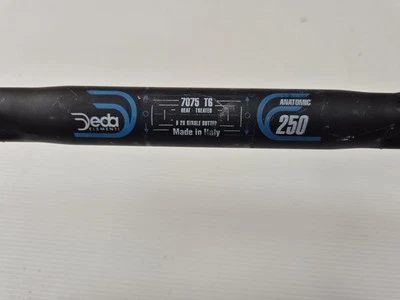 Deda
ELEMENTI
7075 T6
HEAT - TREATED
Made in Italy
ANATOMIC
250